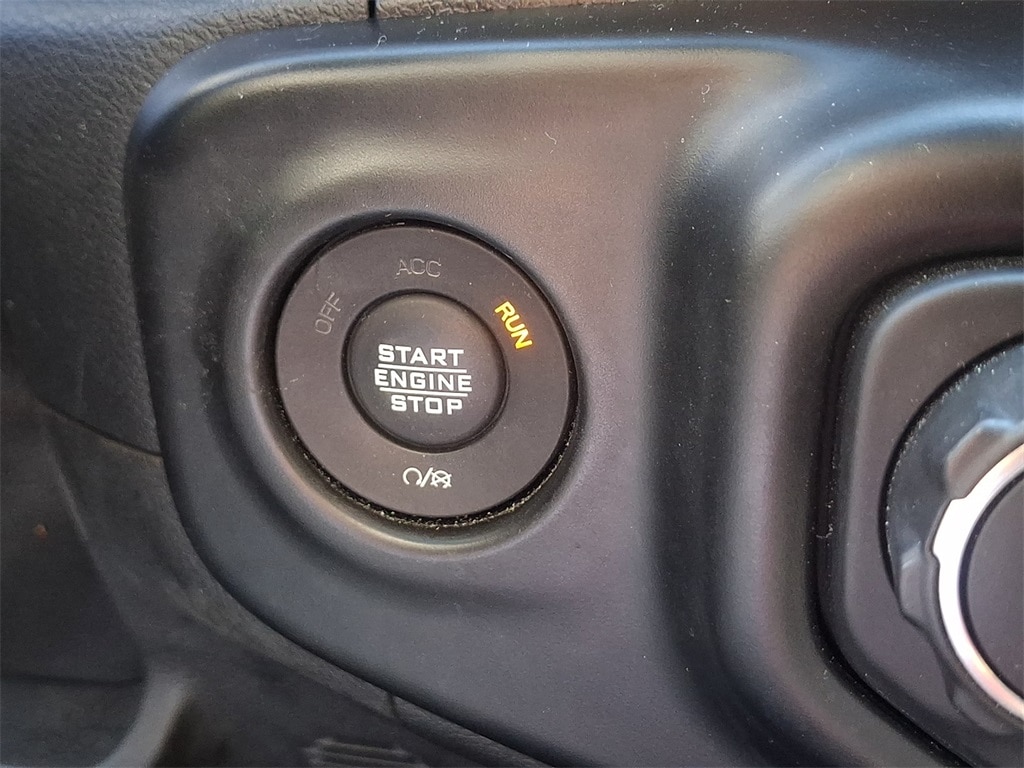 ACC
OFF
RUN
START
ENGINE
STOP